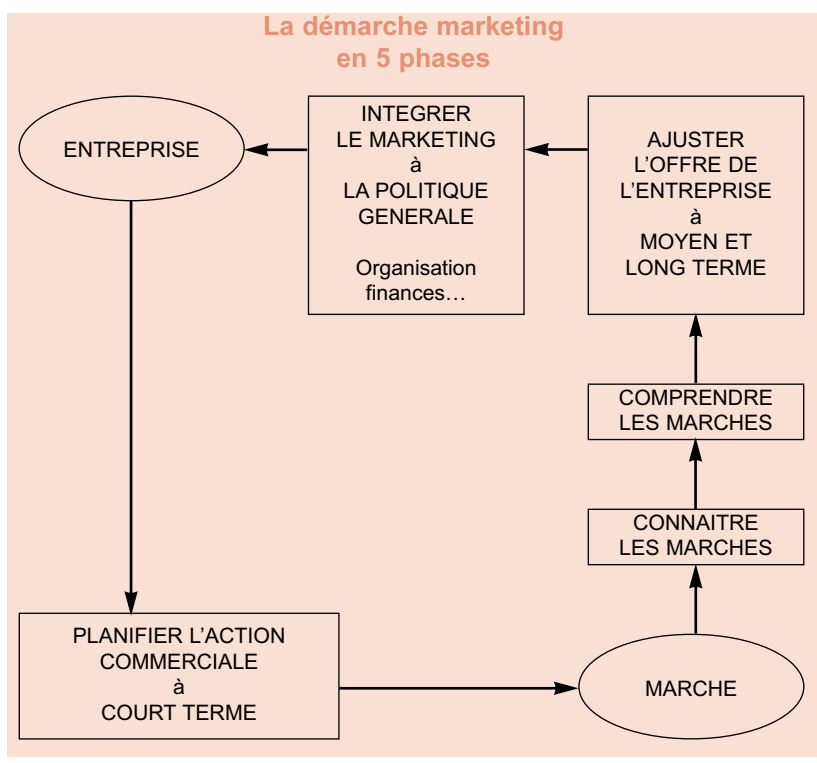 La démarche marketing
en 5 phases
ENTREPRISE
INTEGRER
LE MARKETING
à
LA POLITIQUE
GENERALE
Organisation
finances…
AJUSTER
L’OFFRE DE
L’ENTREPRISE
à
MOYEN ET
LONG TERME
COMPRENDRE
LES MARCHES
CONNAITRE
LES MARCHES
PLANIFIER L’ACTION
COMMERCIALE
à
COURT TERME
MARCHE